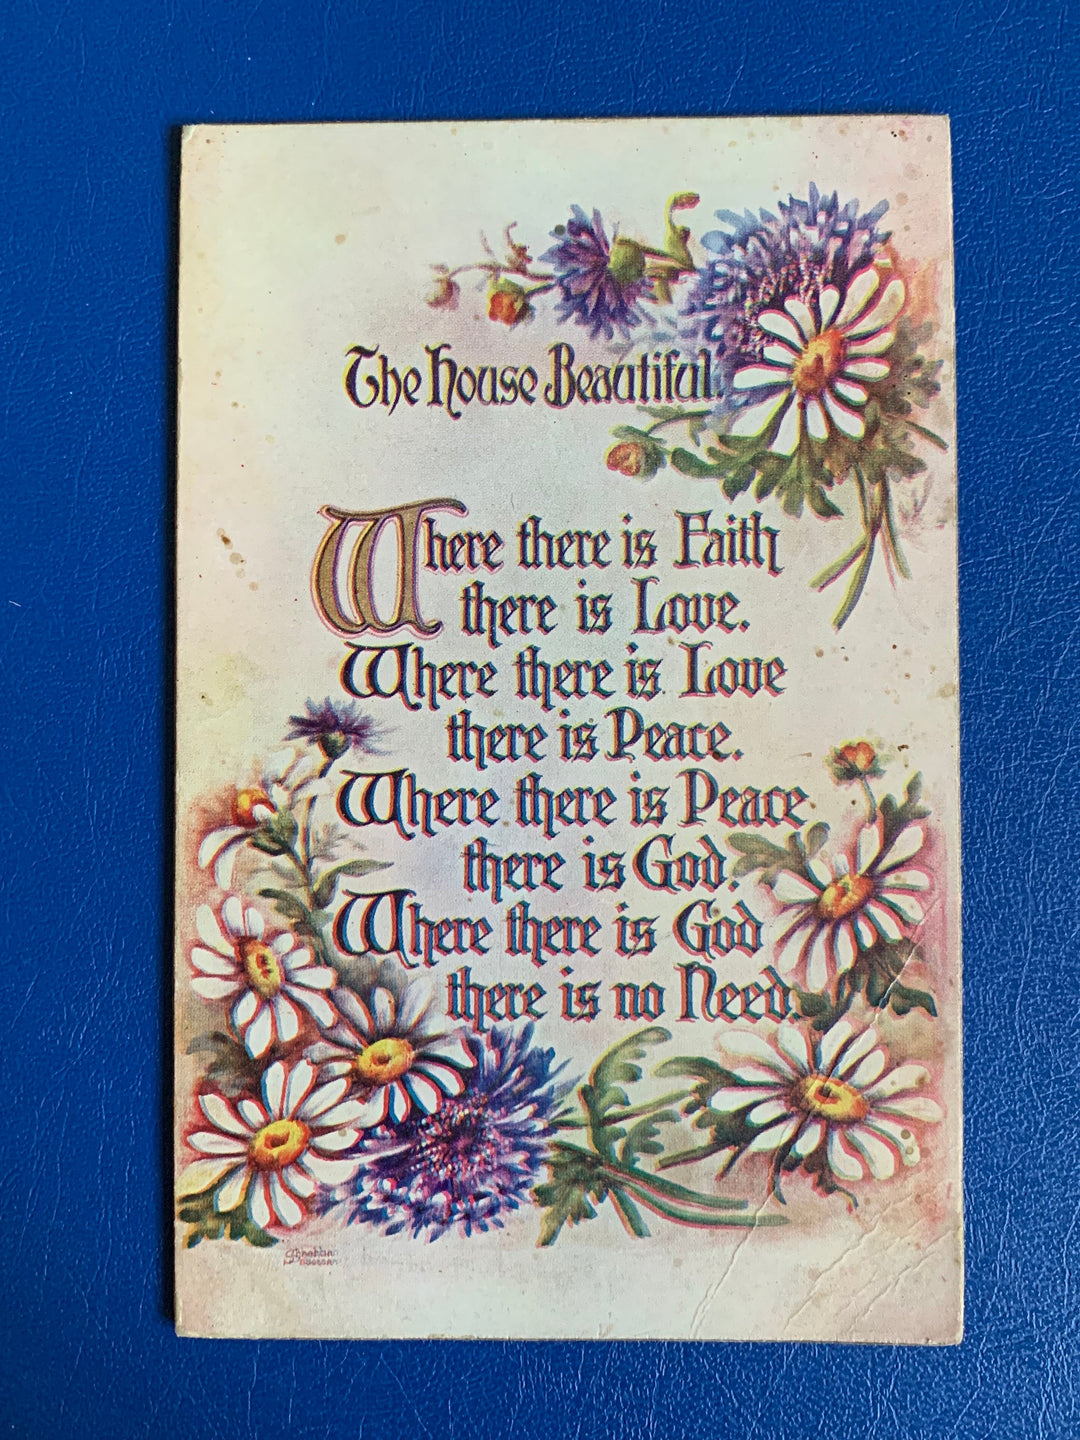 The House Beautiful.
Where there is Faith
there is Love.
Where there is Love
there is Peace.
Where there is Peace
there is God.
Where there is God
there is no Need.